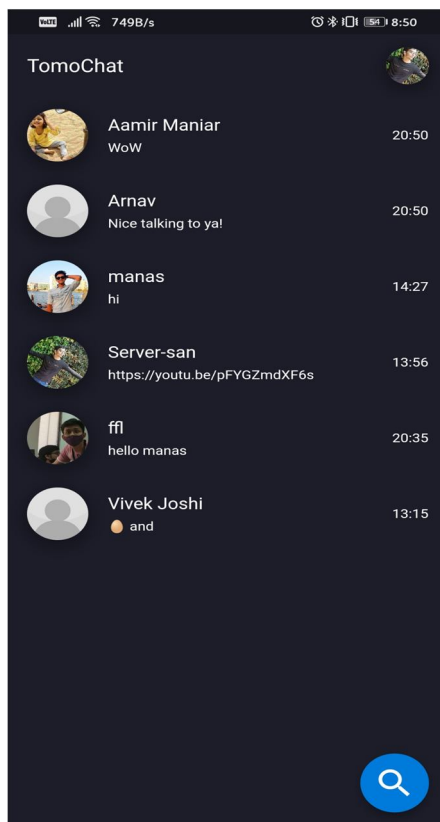 VoLTE 749B/s 54 8:50
TomoChat
Aamir Maniar
WoW
20:50
Arnav
Nice talking to ya!
20:50
manas
hi
14:27
Server-san
https://youtu.be/pFYGZmdXF6s
13:56
ffl
hello manas
20:35
Vivek Joshi
🥚 and
13:15